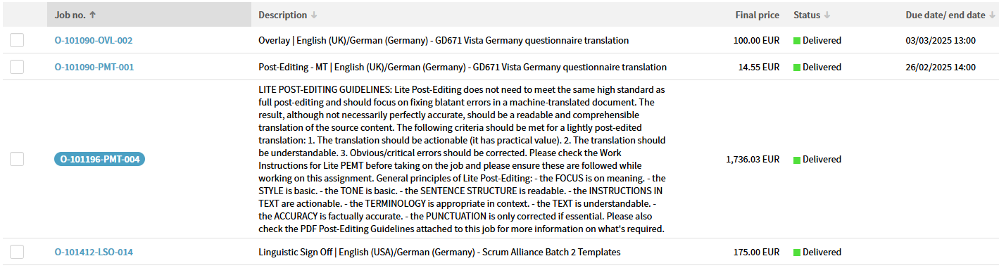 Job no. ↑ Description ↓ Final price Status ↓ Due date/ end date ↓
O-101090-OVL-002 Overlay | English (UK)/German (Germany) - GD671 Vista Germany questionnaire translation 100.00 EUR Delivered 03/03/2025 13:00
O-101090-PMT-001 Post-Editing - MT | English (UK)/German (Germany) - GD671 Vista Germany questionnaire translation 14.55 EUR Delivered 26/02/2025 14:00
LITE POST-EDITING GUIDELINES: Lite Post-Editing does not need to meet the same high standard as
full post-editing and should focus on fixing blatant errors in a machine-translated document. The
result, although not necessarily perfectly accurate, should be a readable and comprehensible
translation of the source content. The following criteria should be met for a lightly post-edited
translation: 1. The translation should be actionable (it has practical value). 2. The translation should
be understandable. 3. Obvious/critical errors should be corrected. Please check the Work
O-101196-PMT-004 Instructions for Lite PEMT before taking on the job and please ensure these are followed while 1,736.03 EUR Delivered
working on this assignment. General principles of Lite Post-Editing: - the FOCUS is on meaning. - the
STYLE is basic. - the TONE is basic. - the SENTENCE STRUCTURE is readable. - the INSTRUCTIONS IN
TEXT are actionable. - the TERMINOLOGY is appropriate in context. - the TEXT is understandable. -
the ACCURACY is factually accurate. - the PUNCTUATION is only corrected if essential. Please also
check the PDF Post-Editing Guidelines attached to this job for more information on what's required.
O-101412-LSO-014 Linguistic Sign Off | English (USA)/German (Germany) - Scrum Alliance Batch 2 Templates 175.00 EUR Delivered